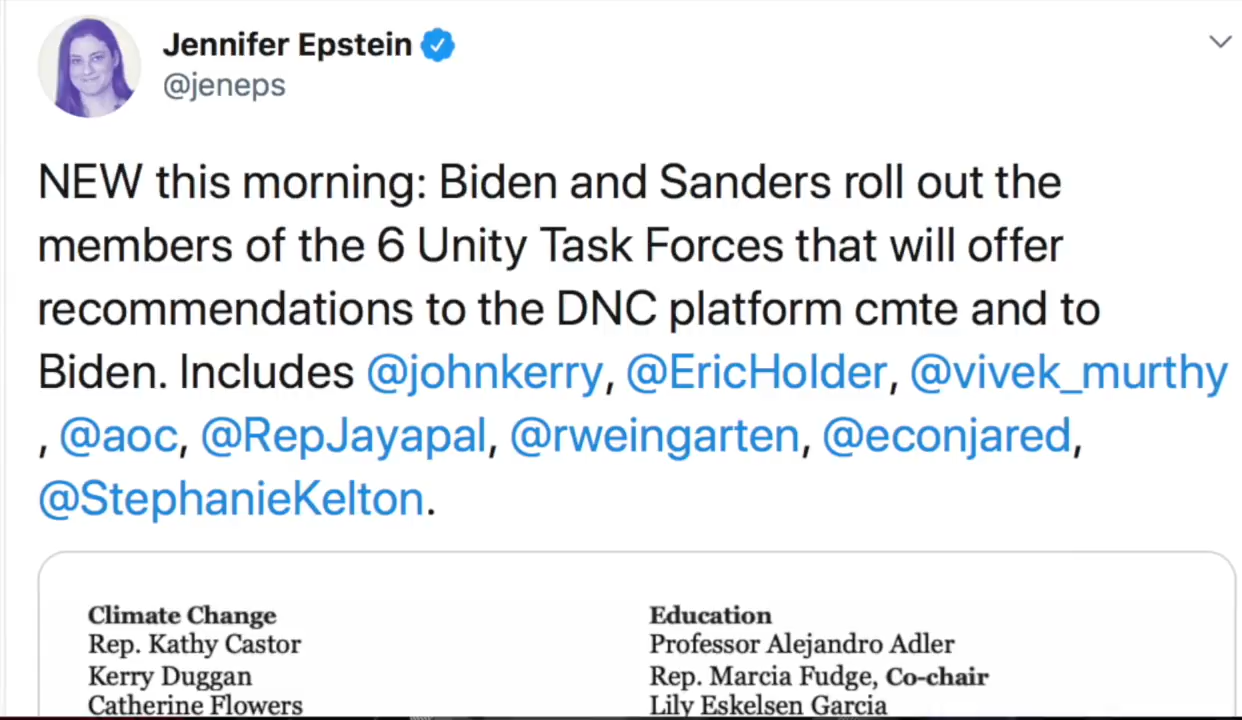 Jennifer Epstein
@jeneps
NEW this morning: Biden and Sanders roll out the
members of the 6 Unity Task Forces that will offer
recommendations to the DNC platform cmte and to
Biden. Includes @johnkerry, @EricHolder, @vivek_murthy
, @aoc, @RepJayapal, @rweingarten, @econjared,
@StephanieKelton.
Climate Change
Rep. Kathy Castor
Kerry Duggan
Catherine Flowers
Education
Professor Alejandro Adler
Rep. Marcia Fudge, Co-chair
Lily Eskelsen Garcia